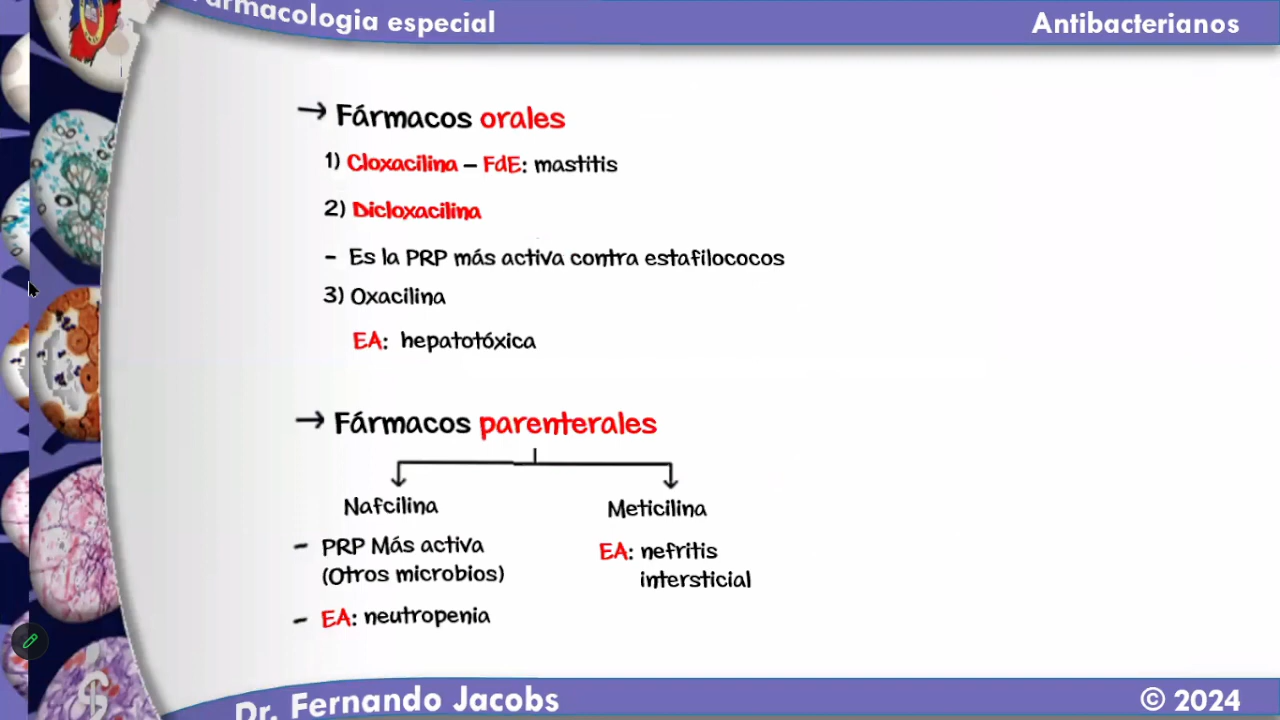 Farmacologia especial
Antibacterianos
→ Fármacos orales
1) Cloxacilina – FdE: mastitis
2) Dicloxacilina
- Es la PRP más activa contra estafilococos
3) Oxacilina
EA: hepatotóxica
→ Fármacos parenterales
Nafcilina
Meticilina
- PRP Más activa
(Otros microbios)
- EA: neutropenia
EA: nefritis
intersticial
Dr. Fernando Jacobs
© 2024